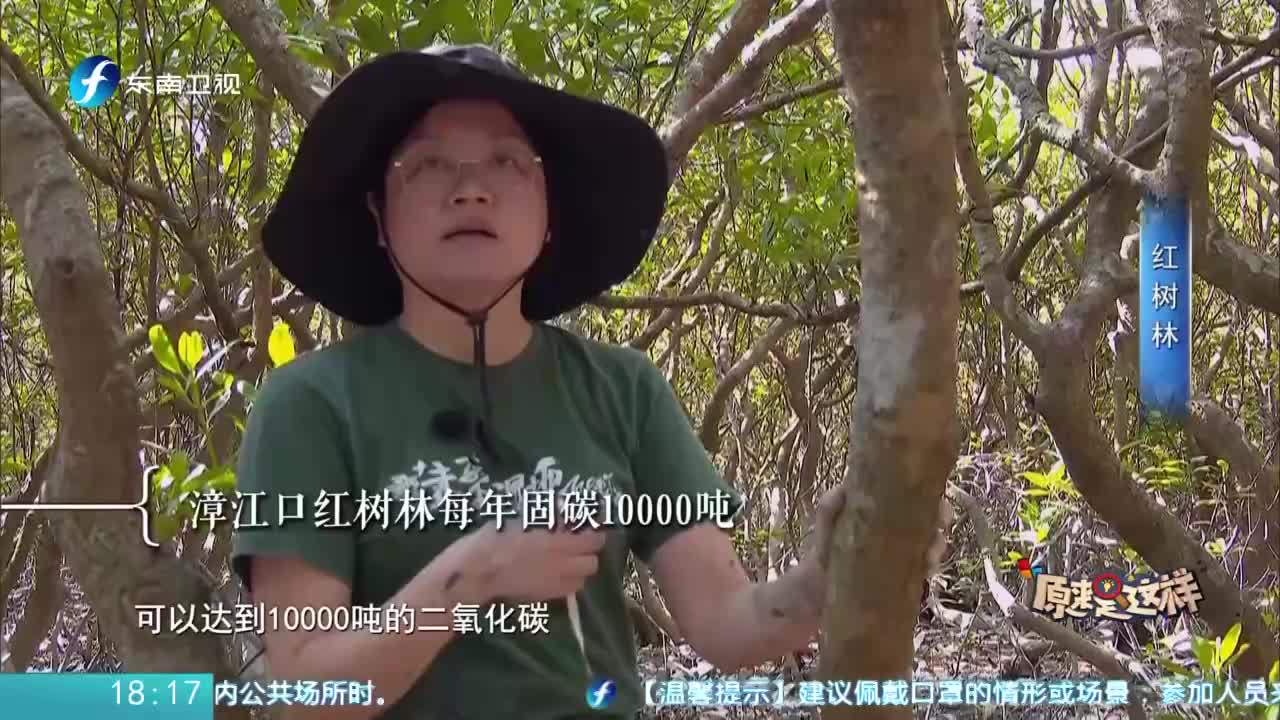 东南卫视
红树林
漳江口红树林每年固碳10000吨
原来是这样
可以达到10000吨的二氧化碳
18:17 内公共场所时。 【温馨提示】建议佩戴口罩的情形或场景，参加人员